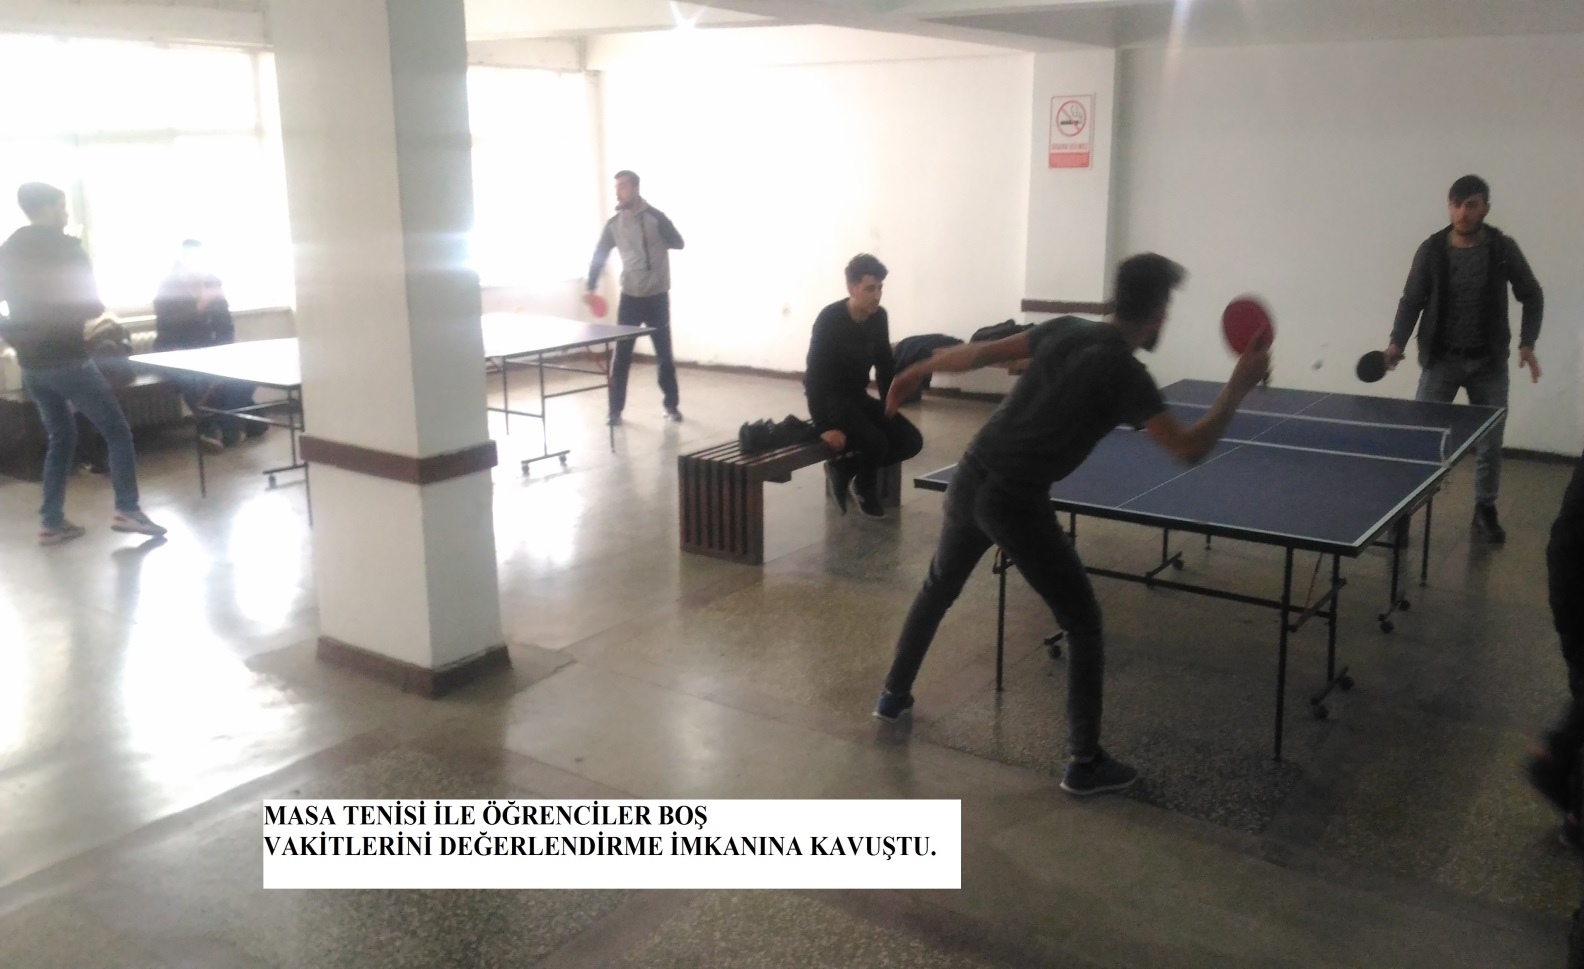 MASA TENİSİ İLE ÖĞRENCİLER BOŞ
VAKİTLERİNİ DEĞERLENDİRME İMKANINA KAVUŞTU.